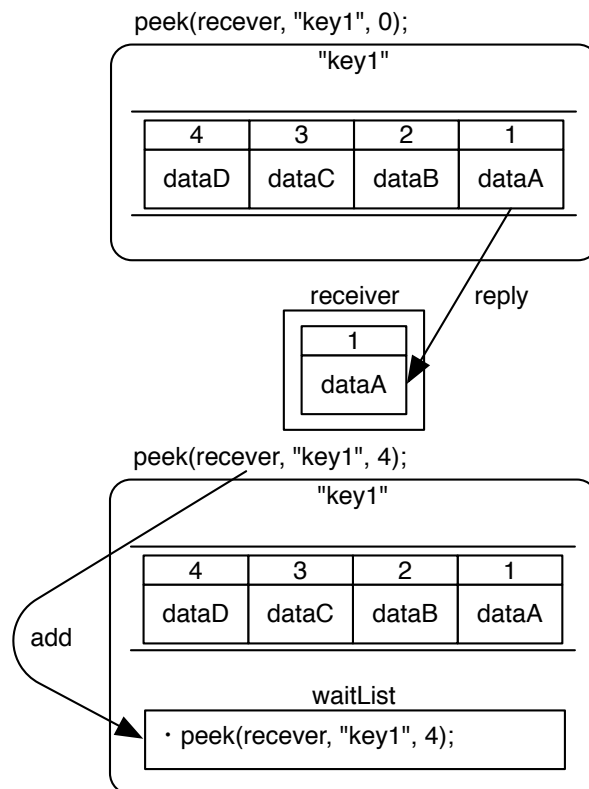 peek(recever, "key1", 0);
"key1"
4 3 2 1
dataD dataC dataB dataA
receiver reply
1
dataA
peek(recever, "key1", 4);
"key1"
4 3 2 1
dataD dataC dataB dataA
add
waitList
・peek(recever, "key1", 4);